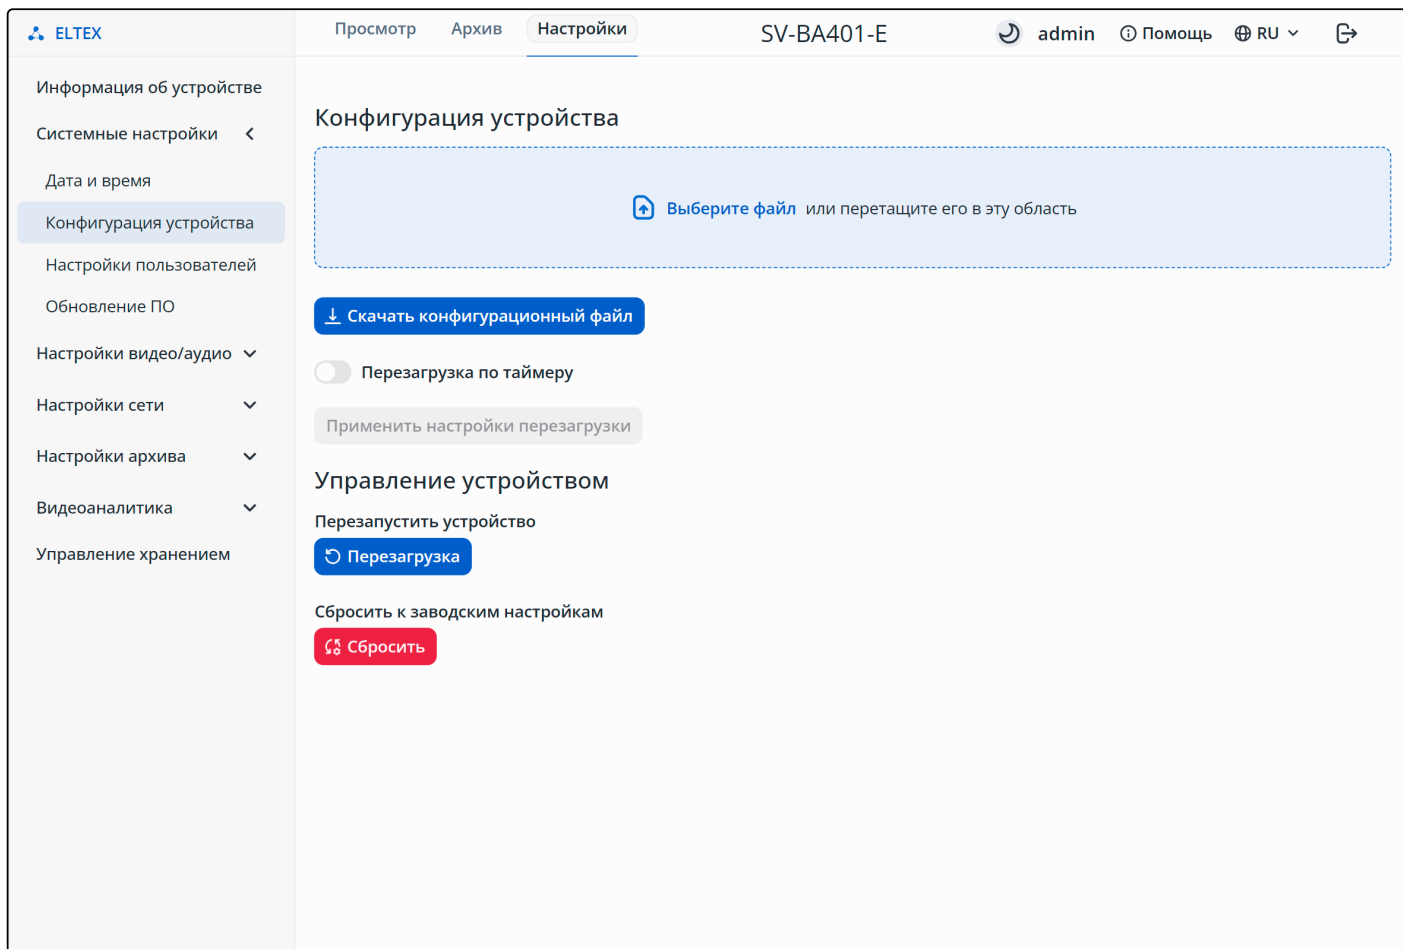 ELTEX
Просмотр
Архив
Настройки
SV-BA401-E
admin
Помощь
RU
Информация об устройстве
Системные настройки
Дата и время
Конфигурация устройства
Настройки пользователей
Обновление ПО
Настройки видео/аудио
Настройки сети
Настройки архива
Видеоаналитика
Управление хранением
Конфигурация устройства
Выберите файл или перетащите его в эту область
Скачать конфигурационный файл
Перезагрузка по таймеру
Применить настройки перезагрузки
Управление устройством
Перезапустить устройство
Перезагрузка
Сбросить к заводским настройкам
Сбросить